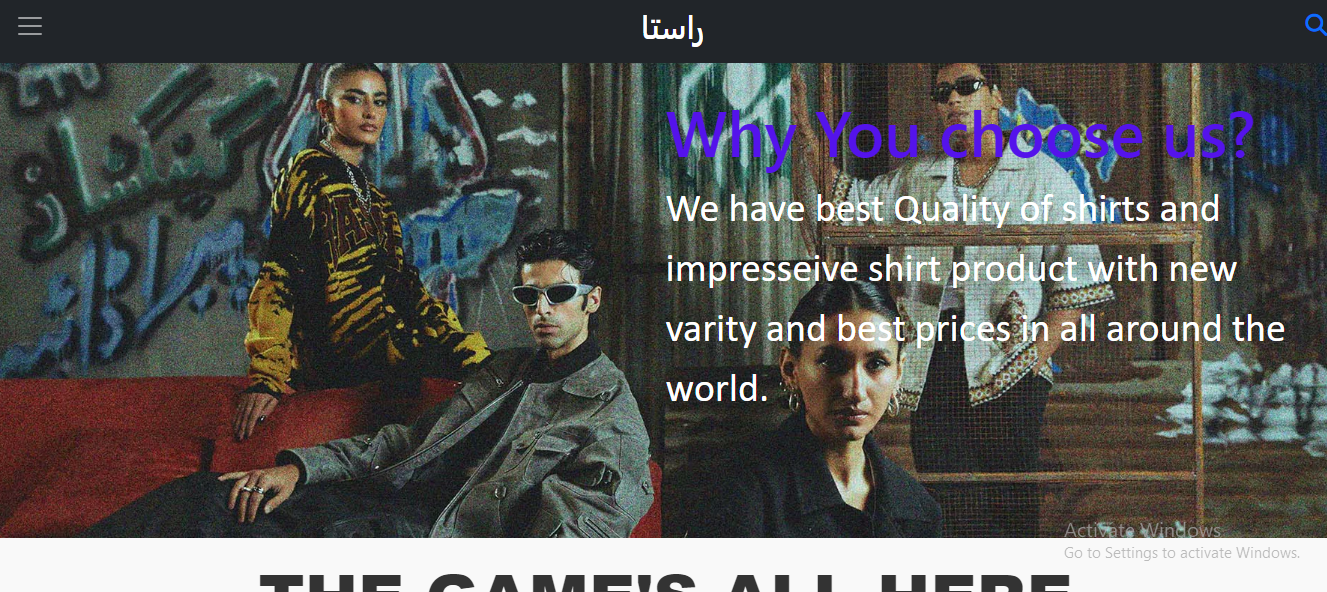 راستا
Why You choose us?
We have best Quality of shirts and
impresseive shirt product with new
varity and best prices in all around the
world.
Activate Windows
Go to Settings to activate Windows.
THE GAME'S ALL HERE